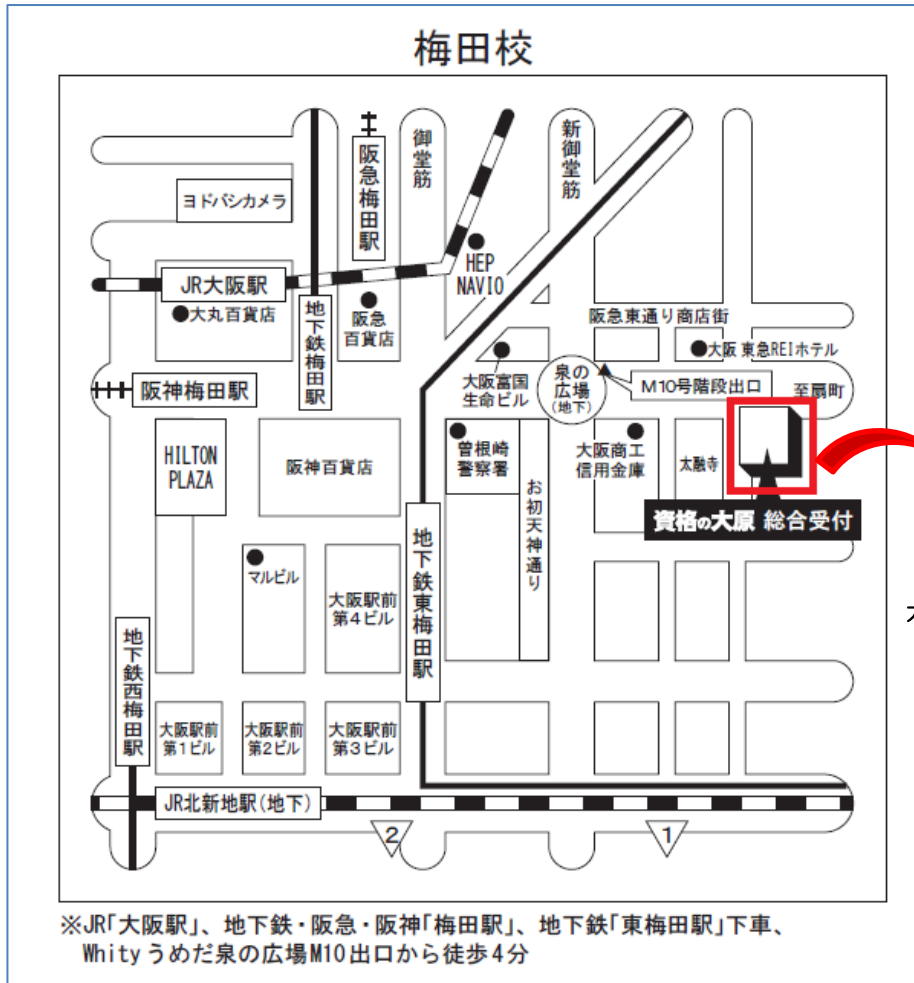 梅田校
御堂筋
新御堂筋
阪急梅田駅
ヨドバシカメラ
HEP
NAVIO
JR大阪駅
大丸百貨店
地下鉄梅田駅
阪急
百貨店
阪急東通り商店街
大阪 東急REIホテル
大阪富国
生命ビル
泉の
広場
(地下)
M10号階段出口
至扇町
阪神梅田駅
HILTON
PLAZA
阪神百貨店
曽根崎
警察署
お初天神通り
大阪商工
信用金庫
太融寺
資格の大原 総合受付
地下鉄東梅田駅
マルビル
大阪駅前
第4ビル
地下鉄西梅田駅
大阪駅前
第1ビル
大阪駅前
第2ビル
大阪駅前
第3ビル
JR北新地駅(地下)
2
1
※JR「大阪駅」、地下鉄・阪急・阪神「梅田駅」、地下鉄「東梅田駅」下車、
Whityうめだ泉の広場M10出口から徒歩4分